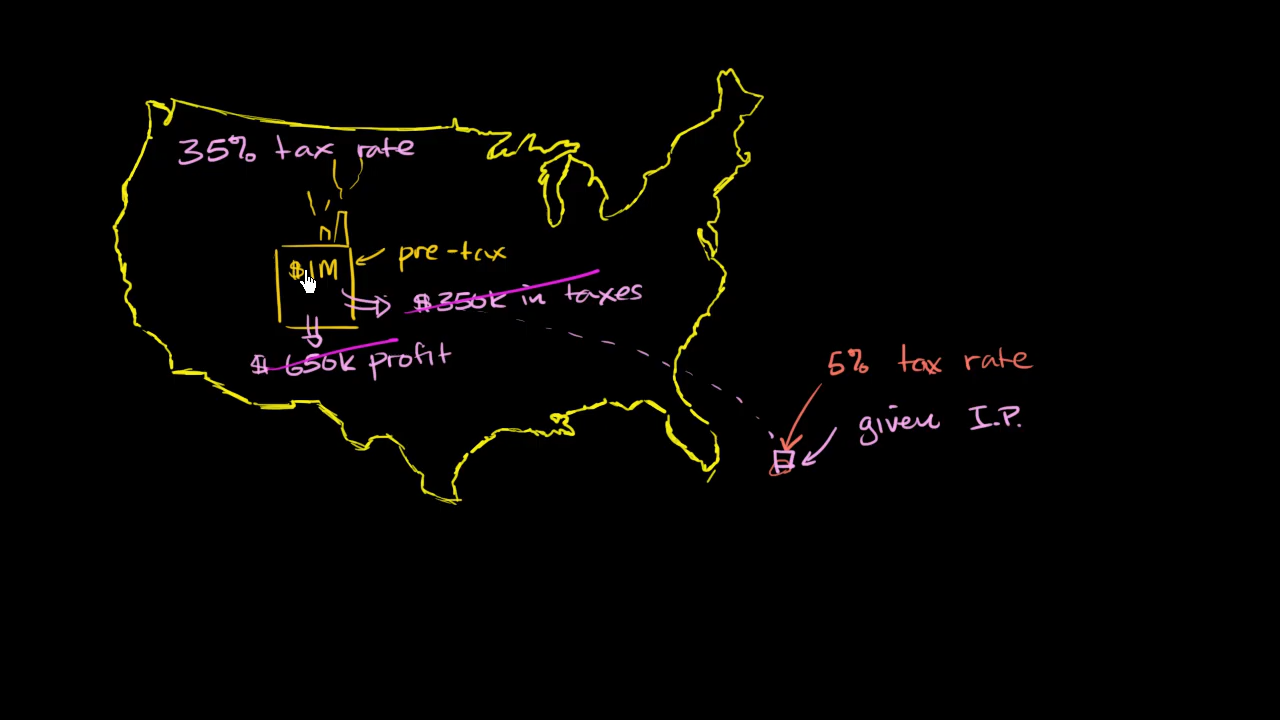 35% tax rate
$1M
pre-tax
$350k in taxes
$650k profit
5% tax rate
given I.P.